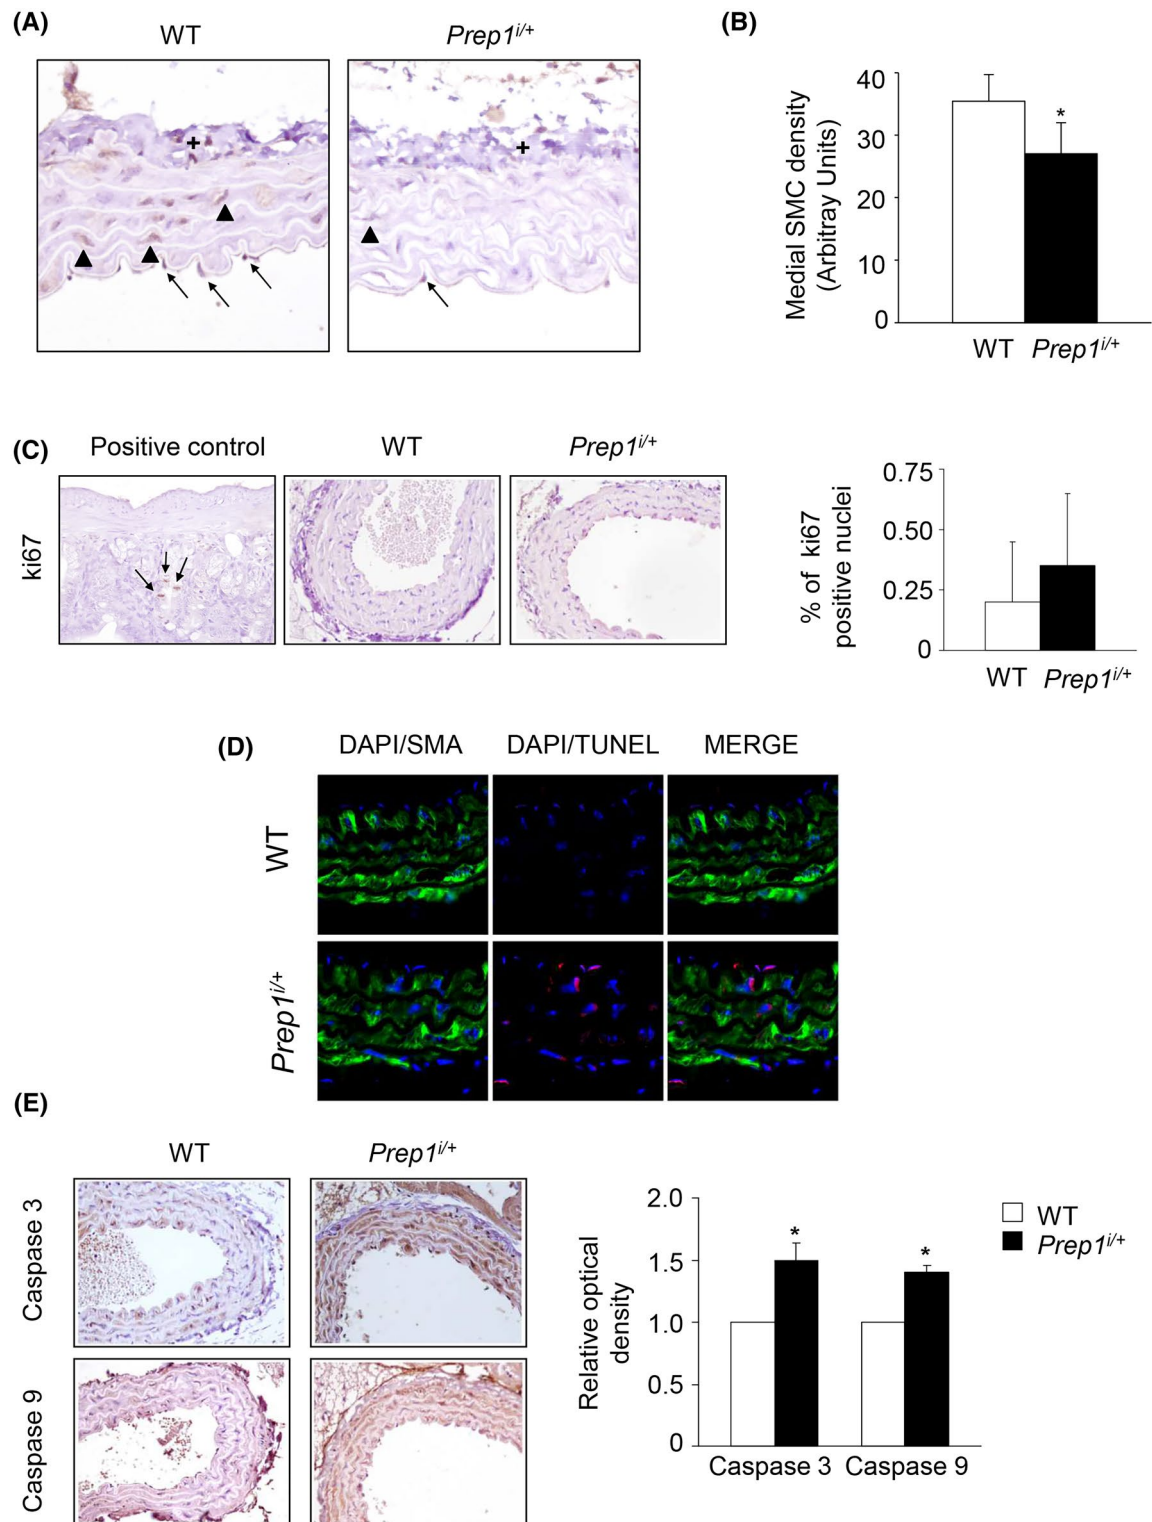 (A)
WT
Prep1i/+
+
+
(B)
Medial SMC density
(Arbitray Units)
40
30
20
10
0
*
WT Prep1i/+
(C)
Positive control
WT
Prep1i/+
ki67
% of ki67
positive nuclei
0.75
0.50
0.25
0
WT Prep1i/+
(D)
DAPI/SMA
DAPI/TUNEL
MERGE
WT
Prep1i/+
(E)
WT
Prep1i/+
Caspase 3
Caspase 9
Relative optical
density
2.0
1.5
1.0
0.5
0
*
*
Caspase 3 Caspase 9
WT
Prep1i/+